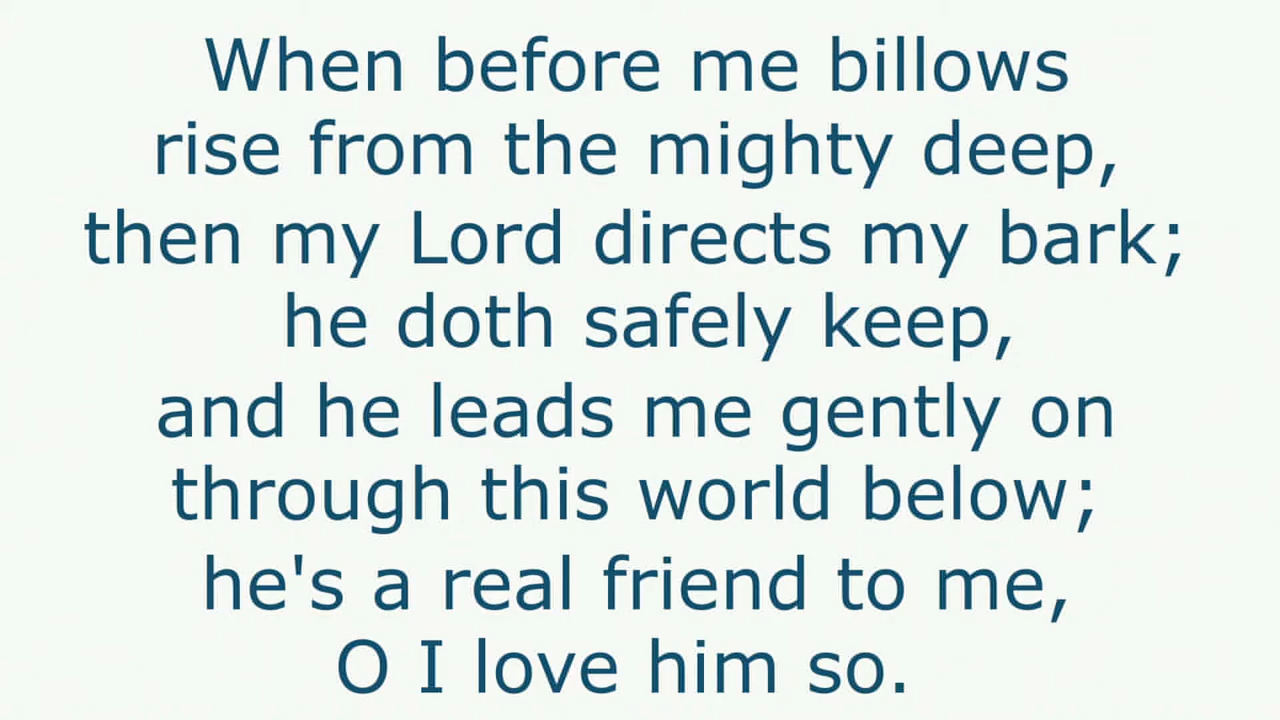 When before me billows
rise from the mighty deep,
then my Lord directs my bark;
he doth safely keep,
and he leads me gently on
through this world below;
he's a real friend to me,
O I love him so.